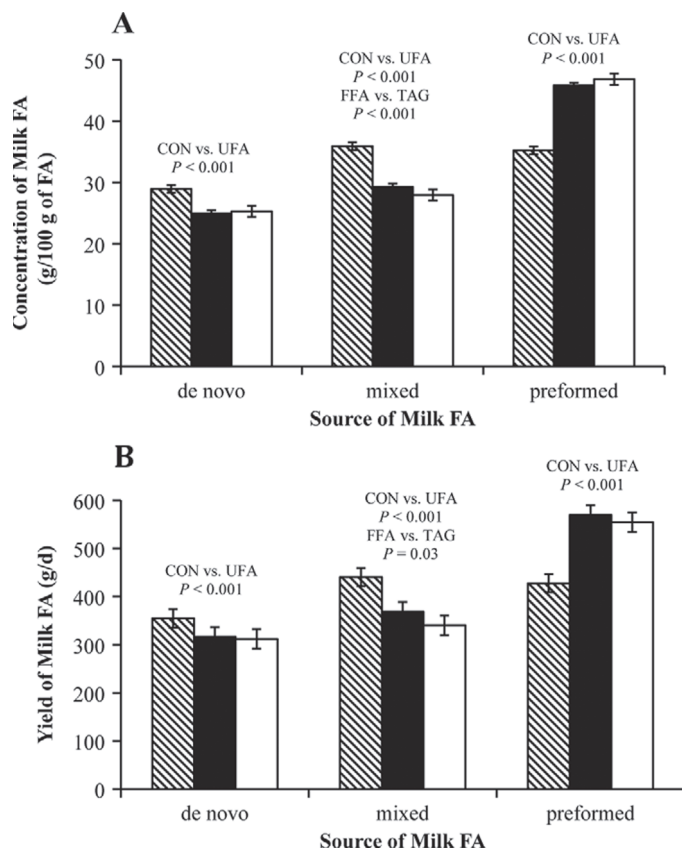 A
CON vs. UFA
P < 0.001
CON vs. UFA
P < 0.001
FFA vs. TAG
P < 0.001
CON vs. UFA
P < 0.001
Concentration of Milk FA
(g/100 g of FA)
50
40
30
20
10
0
de novo
mixed
preformed
Source of Milk FA
B
CON vs. UFA
P < 0.001
CON vs. UFA
P < 0.001
FFA vs. TAG
P = 0.03
CON vs. UFA
P < 0.001
Yield of Milk FA (g/d)
600
500
400
300
200
100
0
de novo
mixed
preformed
Source of Milk FA